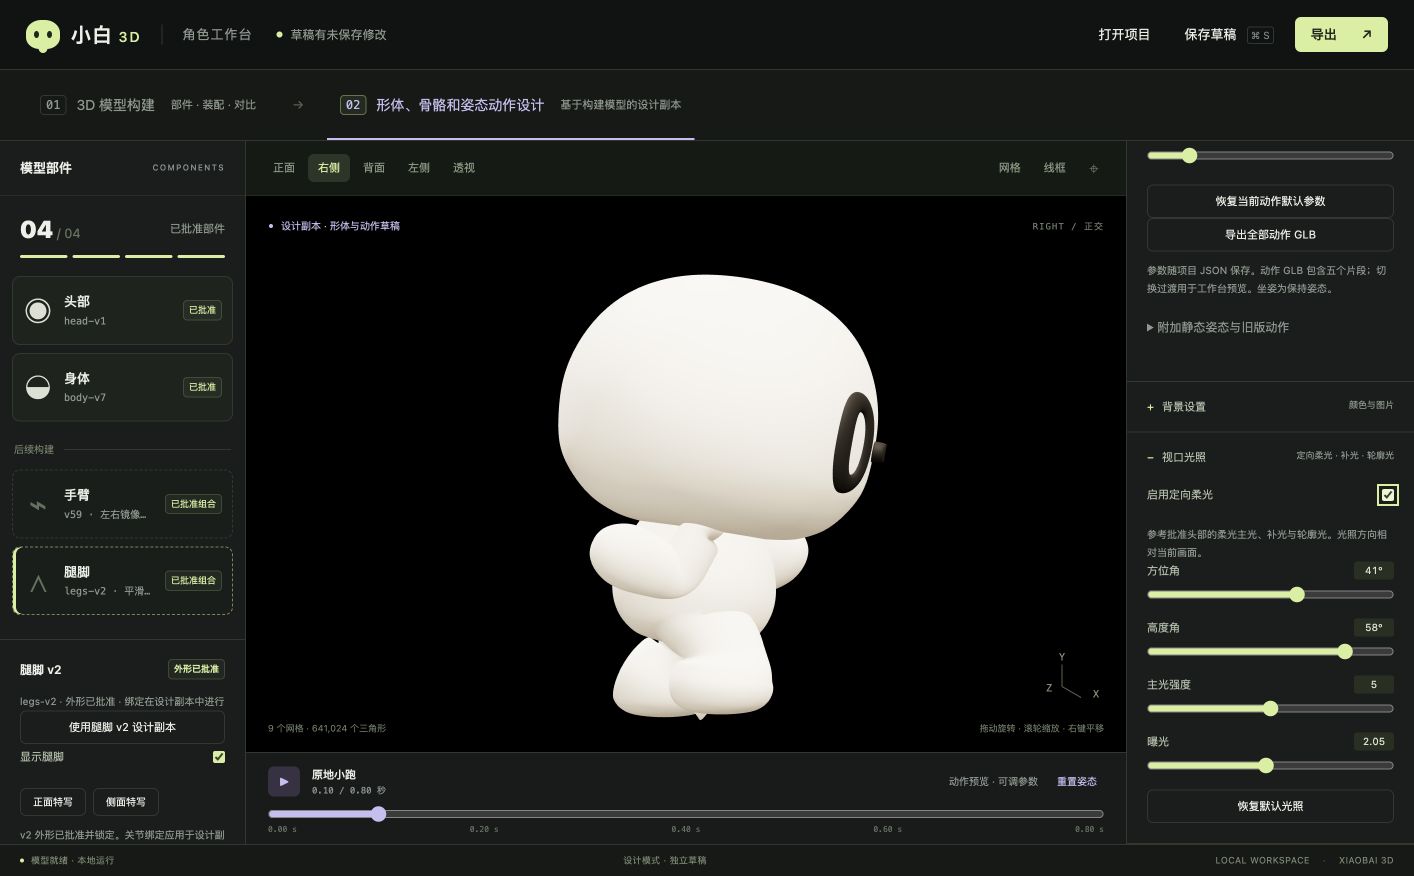 小白 3D
角色工作台
草稿有未保存修改
打开项目
保存草稿 ⌘ S
导出
01 3D 模型构建 部件 · 装配 · 对比
→
02 形体、骨骼和姿态动作设计 基于构建模型的设计副本
模型部件 COMPONENTS
04 / 04 已批准部件
头部
head-v1
已批准
身体
body-v7
已批准
后续构建
手臂
v59 · 左右镜像…
已批准组合
腿脚
legs-v2 · 平滑…
已批准组合
腿脚 v2 外形已批准
legs-v2 · 外形已批准 · 绑定在设计副本中进行
使用腿脚 v2 设计副本
显示腿脚
正面特写 侧面特写
v2 外形已批准并锁定。关节绑定应用于设计副
正面 右侧 背面 左侧 透视
网格 线框
设计副本 · 形体与动作草稿
RIGHT / 正交
Y
Z X
9 个网格 · 641,024 个三角形
拖动旋转 · 滚轮缩放 · 右键平移
原地小跑
0.10 / 0.80 秒
动作预览 · 可调参数 重置姿态
0.00 s 0.20 s 0.40 s 0.60 s 0.80 s
恢复当前动作默认参数
导出全部动作 GLB
参数随项目 JSON 保存。动作 GLB 包含五个片段；切
换过渡用于工作台预览。坐姿为保持姿态。
附加静态姿态与旧版动作
+ 背景设置 颜色与图片
− 视口光照 定向柔光 · 补光 · 轮廓光
启用定向柔光
参考批准头部的柔光主光、补光与轮廓光。光照方向相
对当前画面。
方位角 41°
高度角 58°
主光强度 5
曝光 2.05
恢复默认光照
模型就绪 · 本地运行
设计模式 · 独立草稿
LOCAL WORKSPACE · XIAOBAI 3D